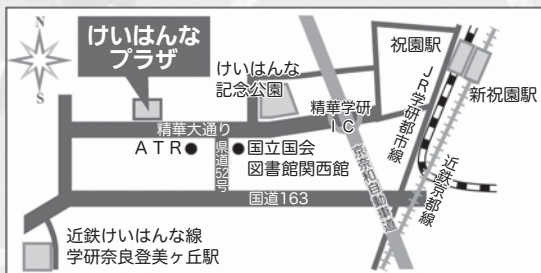 N
S
けいはんな
プラザ
けいはんな
記念公園
祝園駅
新祝園駅
JR学研都市線
近鉄京都線
精華学研
IC
京奈和自動車道
精華大通り
ATR
県道52号
国立国会
図書館関西館
国道163
近鉄けいはんな線
学研奈良登美ヶ丘駅